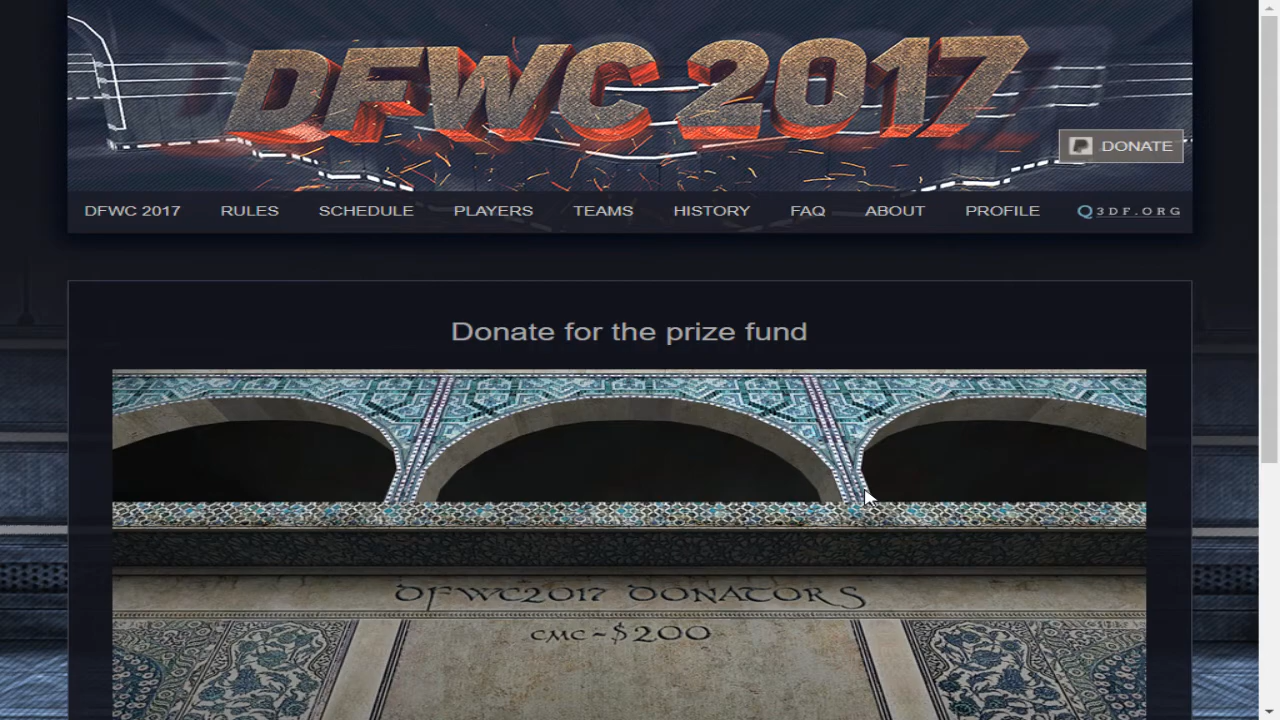 DFWC 2017
DONATE
DFWC 2017 RULES SCHEDULE PLAYERS TEAMS HISTORY FAQ ABOUT PROFILE Q3DF.ORG
Donate for the prize fund
DFWC2017 DONATORS
CMC ~ $200